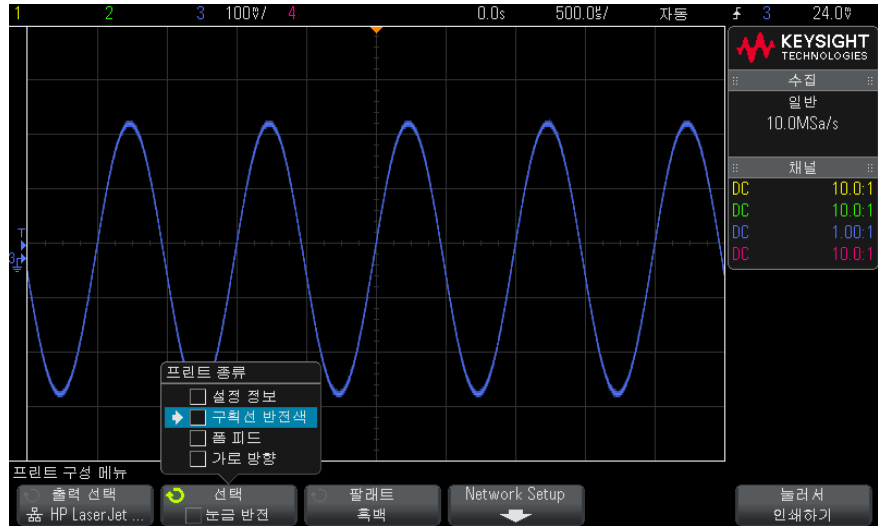 1 2 3 100㎷/ 4 0.0s 500.0㎲/ 자동 3 24.0㎷
KEYSIGHT
TECHNOLOGIES
수집
일반
10.0MSa/s
채널
DC 10.0:1
DC 10.0:1
DC 1.00:1
DC 10.0:1
T
3
프린트 종류
설정 정보
구획선 반전색
폼 피드
가로 방향
프린트 구성 메뉴
출력 선택
HP LaserJet ...
선택
눈금 반전
팔래트
흑백
Network Setup
눌러서
인쇄하기